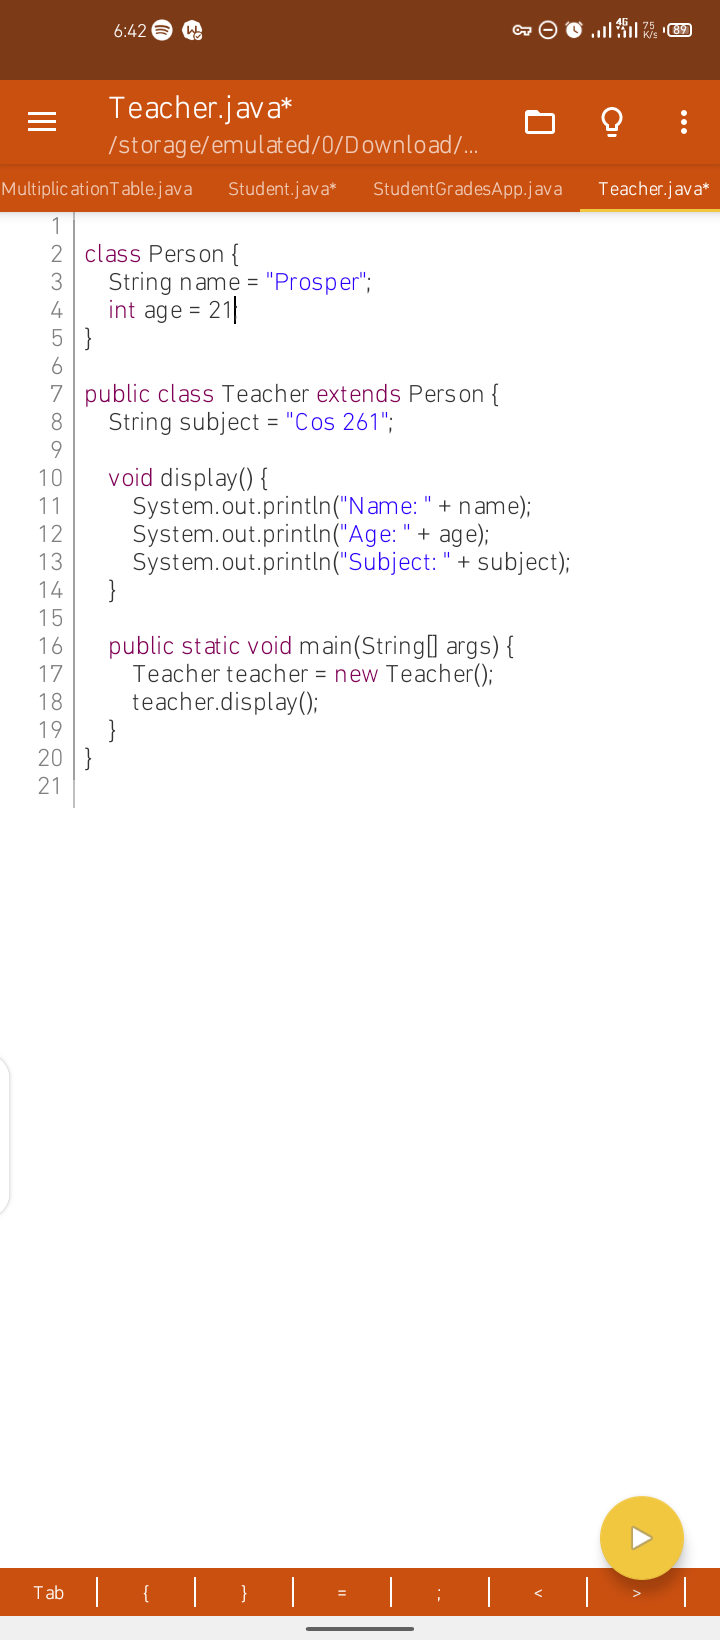 6:42
4G 75 K/s 89
Teacher.java*
/storage/emulated/0/Download/...
MultiplicationTable.java Student.java* StudentGradesApp.java Teacher.java*
1
2 class Person {
3 String name = "Prosper";
4 int age = 21;
5 }
6
7 public class Teacher extends Person {
8 String subject = "Cos 261";
9
10 void display() {
11 System.out.println("Name: " + name);
12 System.out.println("Age: " + age);
13 System.out.println("Subject: " + subject);
14 }
15
16 public static void main(String[] args) {
17 Teacher teacher = new Teacher();
18 teacher.display();
19 }
20 }
21
Tab { } = ; < >